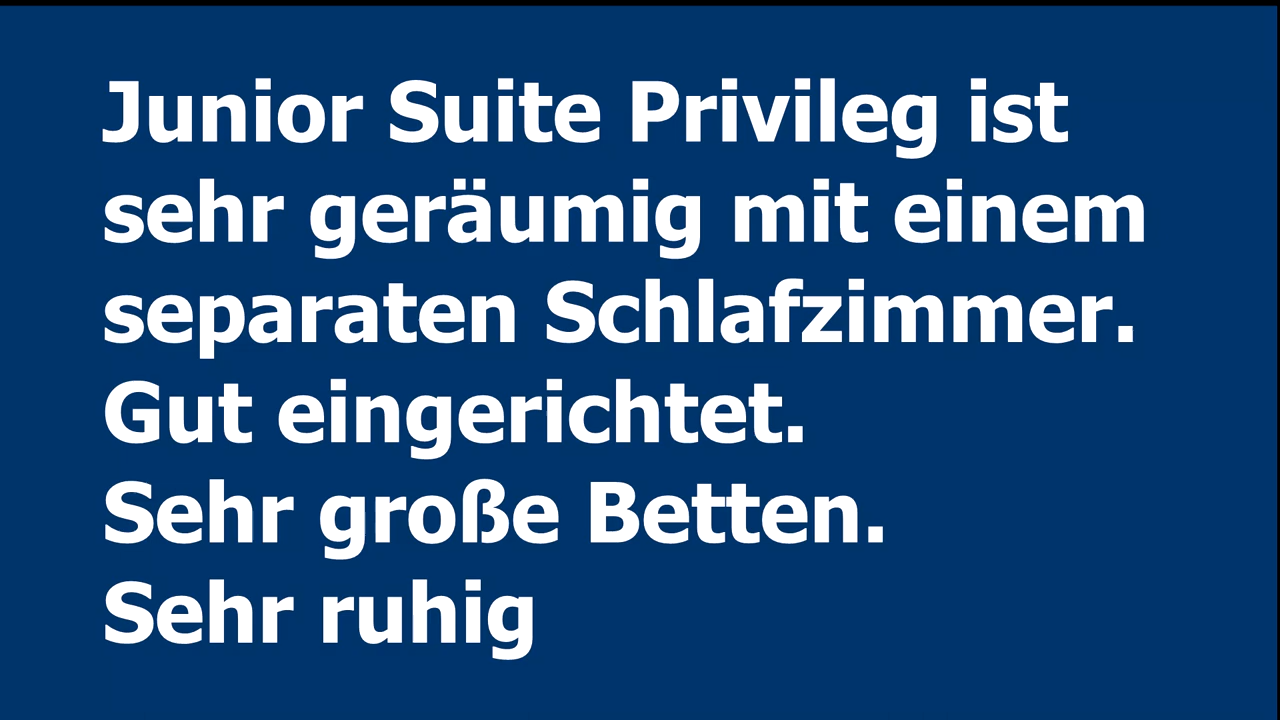 Junior Suite Privileg ist
sehr geräumig mit einem
separaten Schlafzimmer.
Gut eingerichtet.
Sehr große Betten.
Sehr ruhig